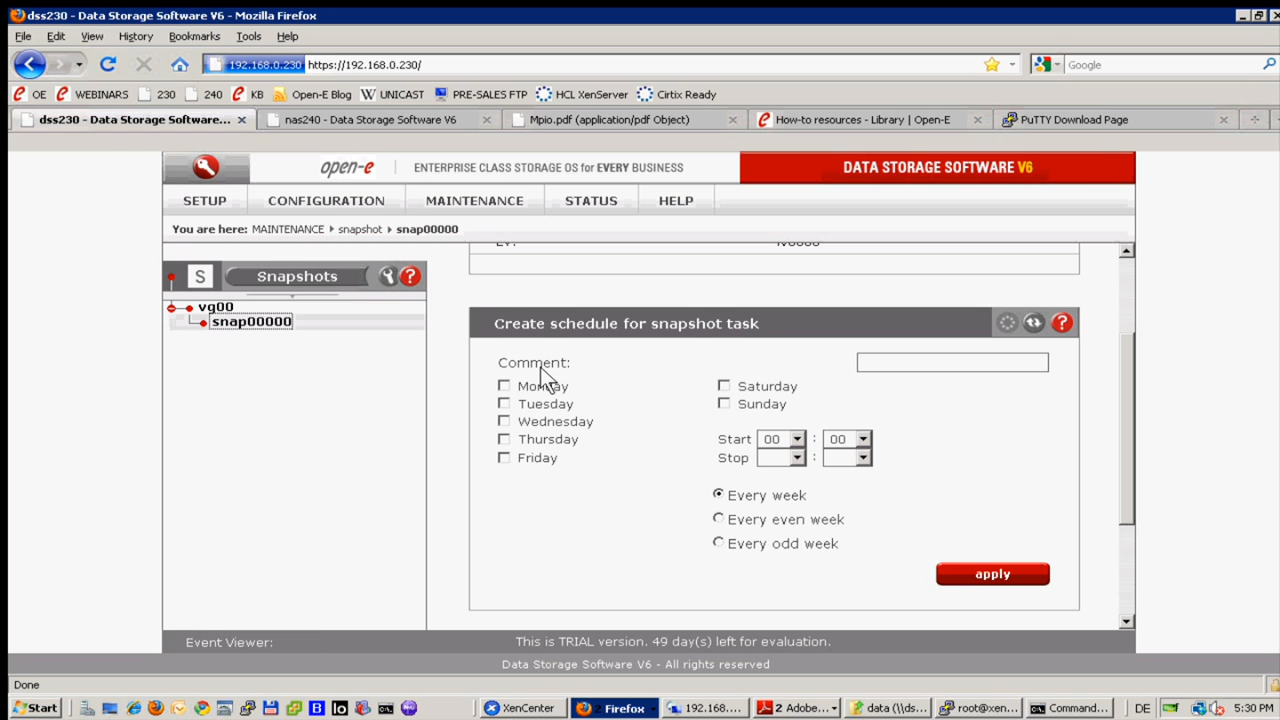 dss230 - Data Storage Software V6 - Mozilla Firefox
File Edit View History Bookmarks Tools Help
192.168.0.230 https://192.168.0.230/ Google
OE WEBINARS 230 240 KB Open-E Blog UNICAST PRE-SALES FTP HCL XenServer Cirtix Ready
dss230 - Data Storage Software... nas240 - Data Storage Software V6 Mpio.pdf (application/pdf Object) How-to resources - Library | Open-E PuTTY Download Page
open-e ENTERPRISE CLASS STORAGE OS for EVERY BUSINESS DATA STORAGE SOFTWARE V6
SETUP CONFIGURATION MAINTENANCE STATUS HELP
You are here: MAINTENANCE snapshot snap00000
S Snapshots
vg00
snap00000
Create schedule for snapshot task
Comment:
Monday Saturday
Tuesday Sunday
Wednesday
Thursday Start 00 : 00
Friday Stop :
Every week
Every even week
Every odd week
apply
Event Viewer: This is TRIAL version. 49 day(s) left for evaluation.
Data Storage Software V6 - All rights reserved
Done
Start XenCenter 2 Firefox 192.168.... 2 Adobe... data (\\ds... root@xen... Command... DE 5:30 PM